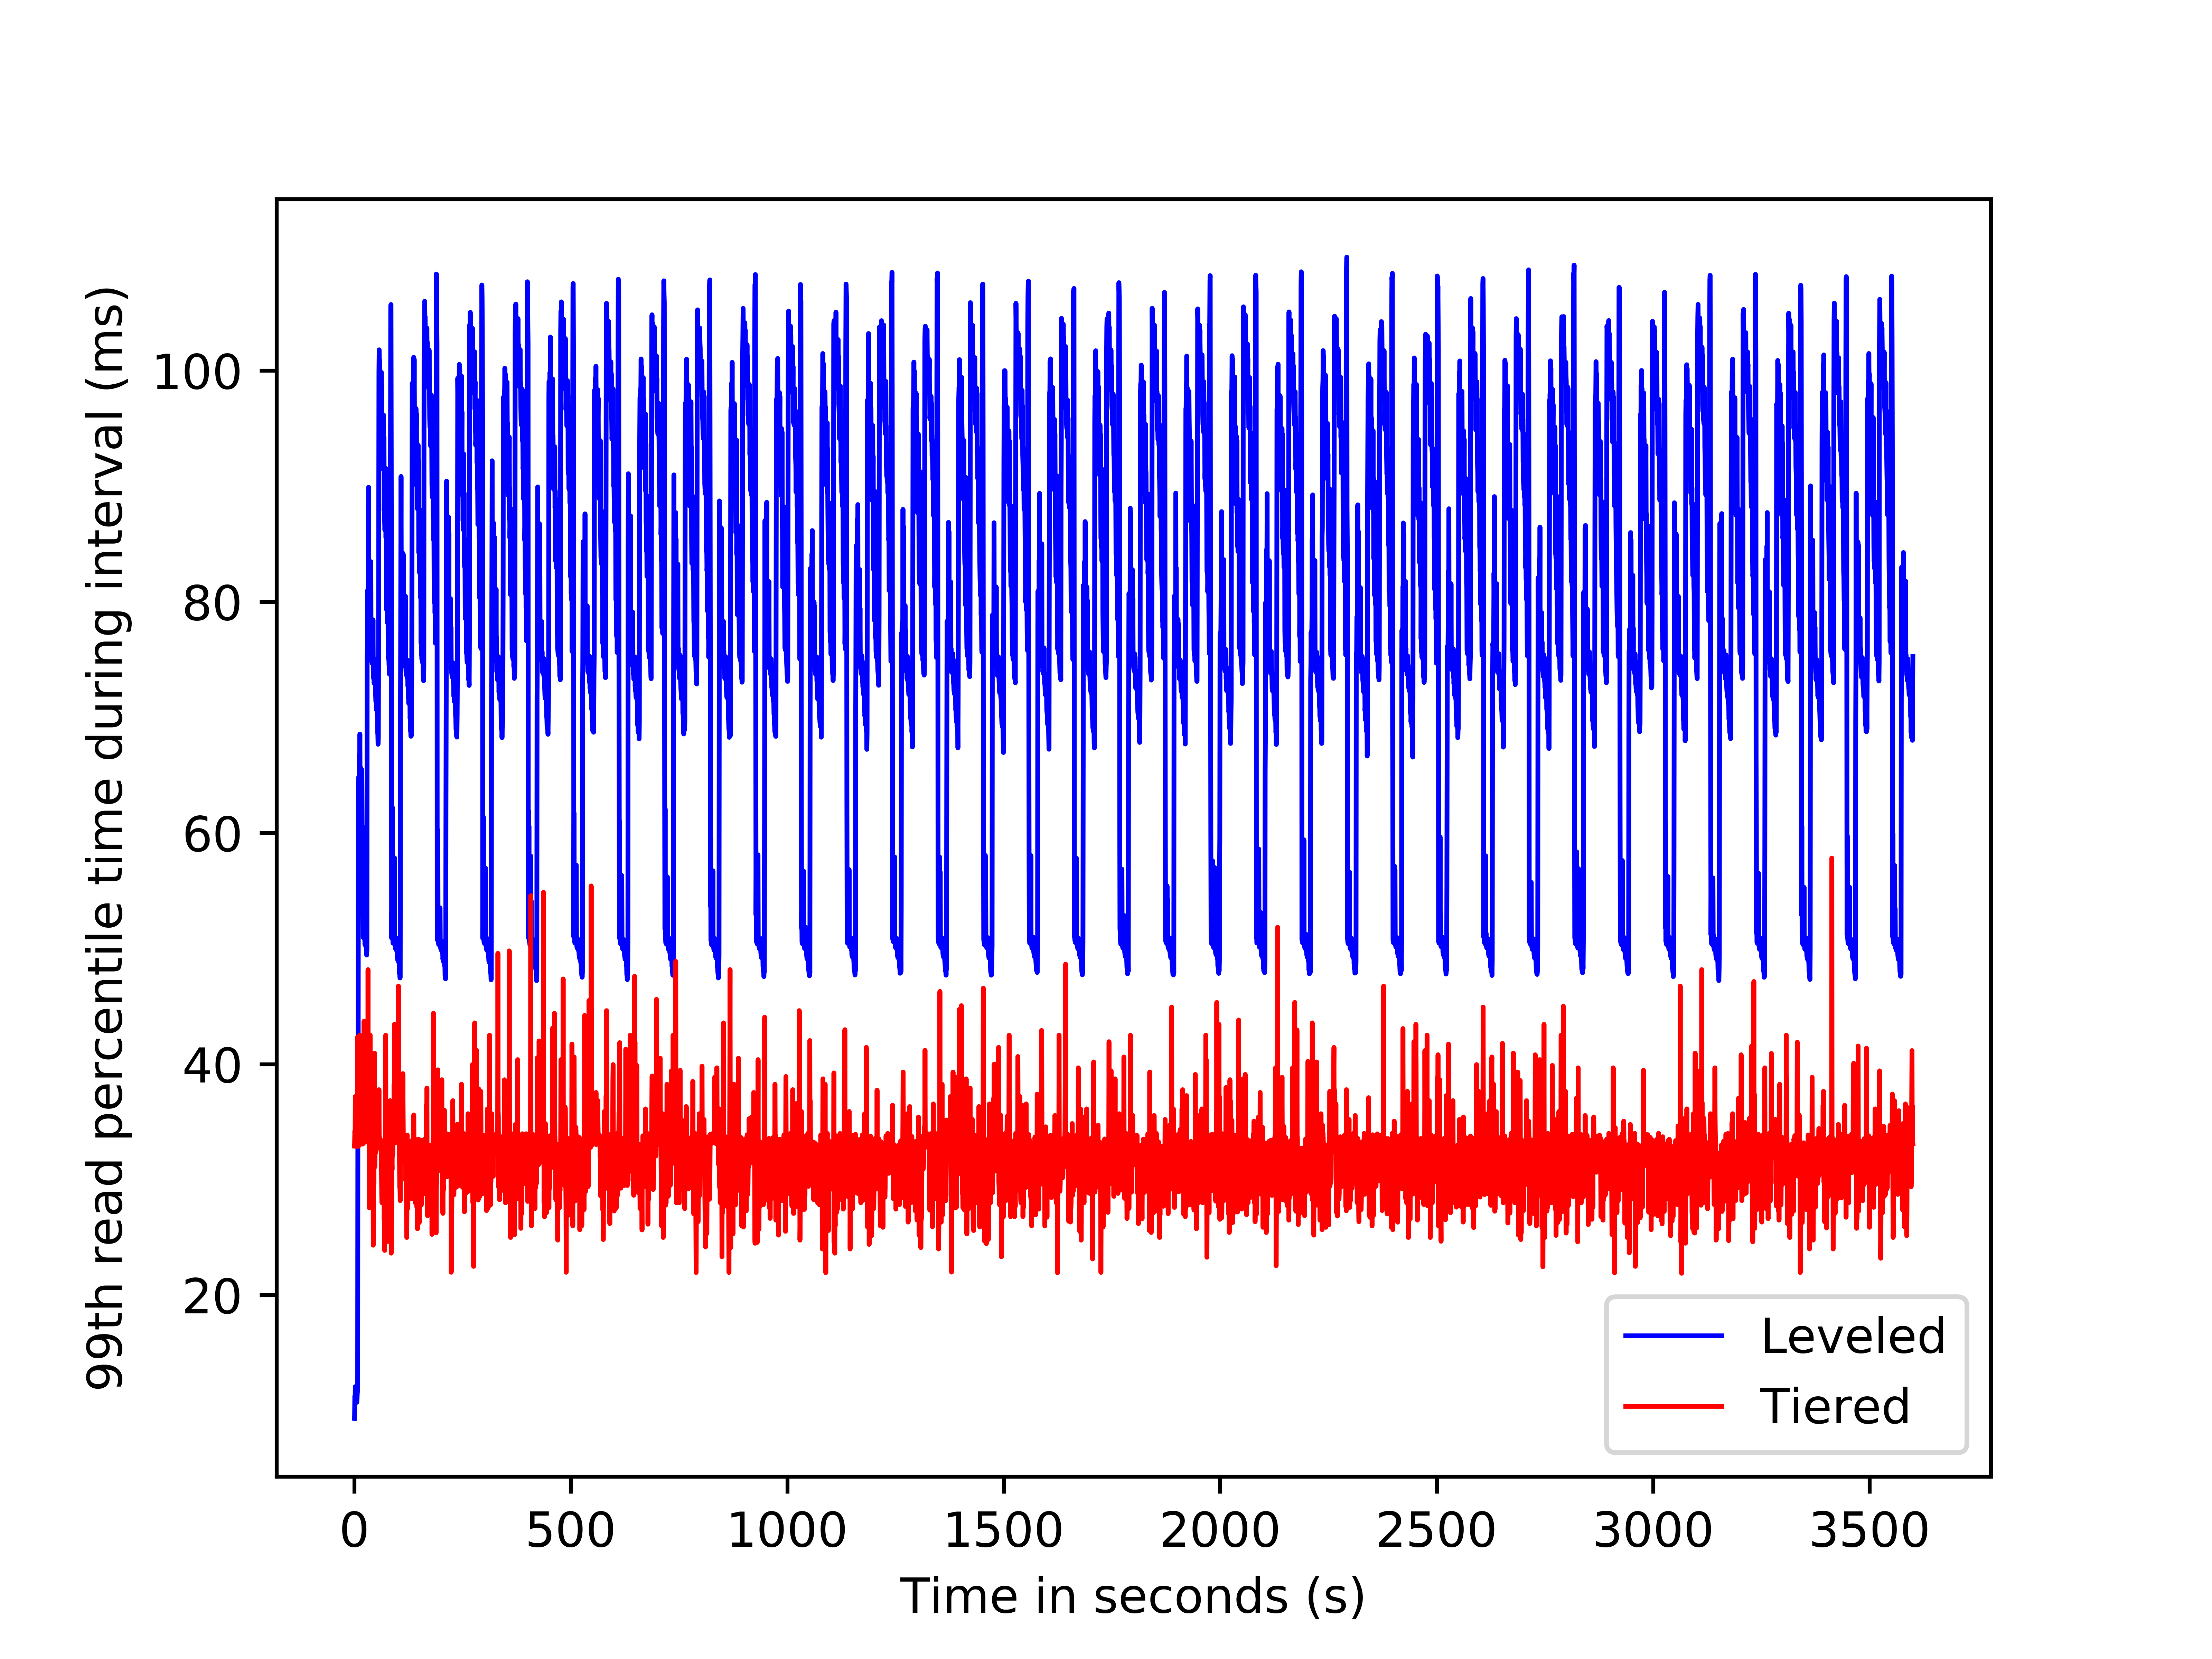 99th read percentile time during interval (ms)
100
80
60
40
20
Leveled
Tiered
0 500 1000 1500 2000 2500 3000 3500
Time in seconds (s)